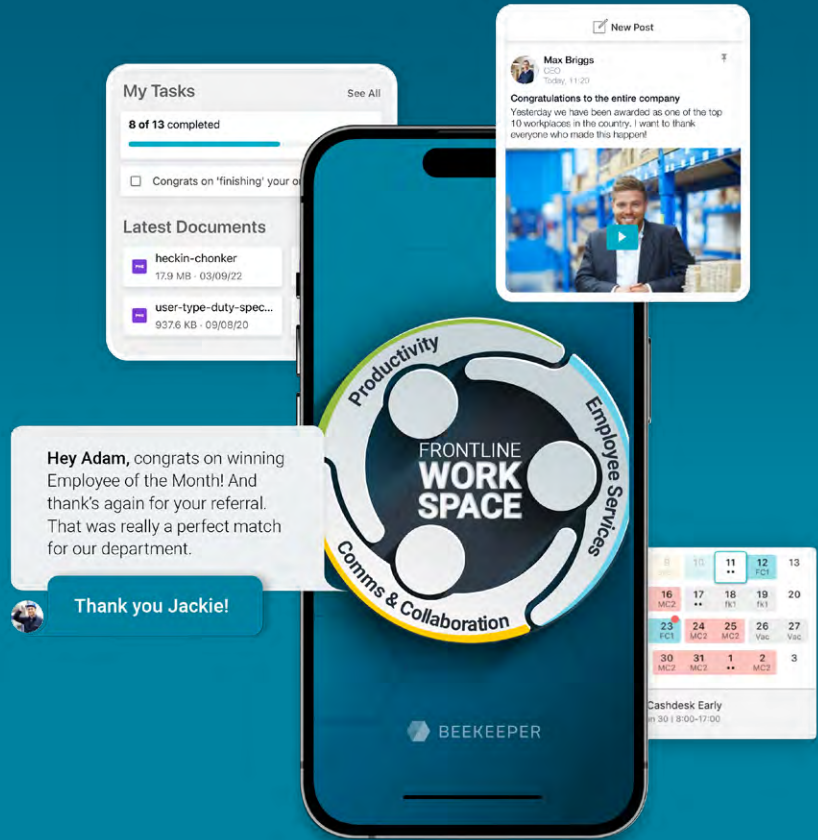 My Tasks
See All
8 of 13 completed
Congrats on 'finishing' your
Latest Documents
heckin-chonker
17.9 MB · 03/09/22
user-type-duty-spec...
937.6 KB · 09/08/20
New Post
Max Briggs
CEO
Today, 11:20
Congratulations to the entire company
Yesterday we have been awarded as one of the top
10 workplaces in the country. I want to thank
everyone who made this happen!
Productivity
Employee Services
Comms & Collaboration
FRONTLINE
WORK
SPACE
Hey Adam, congrats on winning
Employee of the Month! And
thank's again for your referral.
That was really a perfect match
for our department.
Thank you Jackie!
10 11 12 13
FC1
16 17 18 19 20
MC2 fk1 fk1
23 24 25 26 27
FC1 MC2 MC2 Vac Vac
30 31 1 2 3
MC2 MC2 MC2
Cashdesk Early
30 | 8:00-17:00
BEEKEEPER